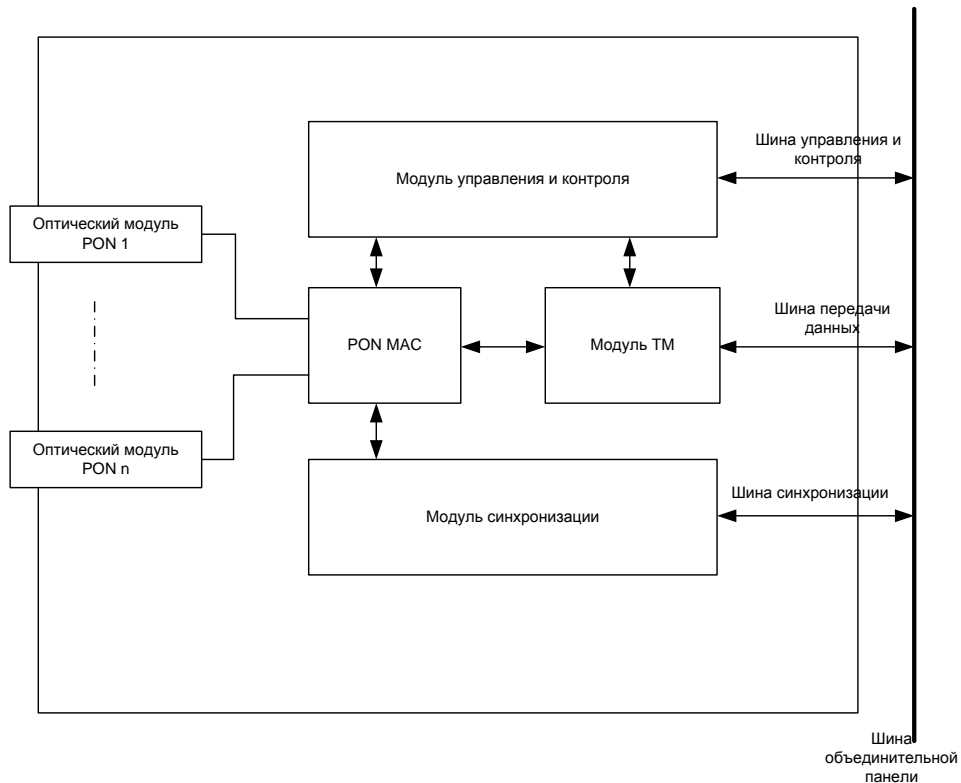 Шина управления и
контроля
Модуль управления и контроля
Оптический модуль
PON 1
Шина передачи
данных
PON MAC
Модуль TM
Оптический модуль
PON n
Шина синхронизации
Модуль синхронизации
Шина
объединительной
панели